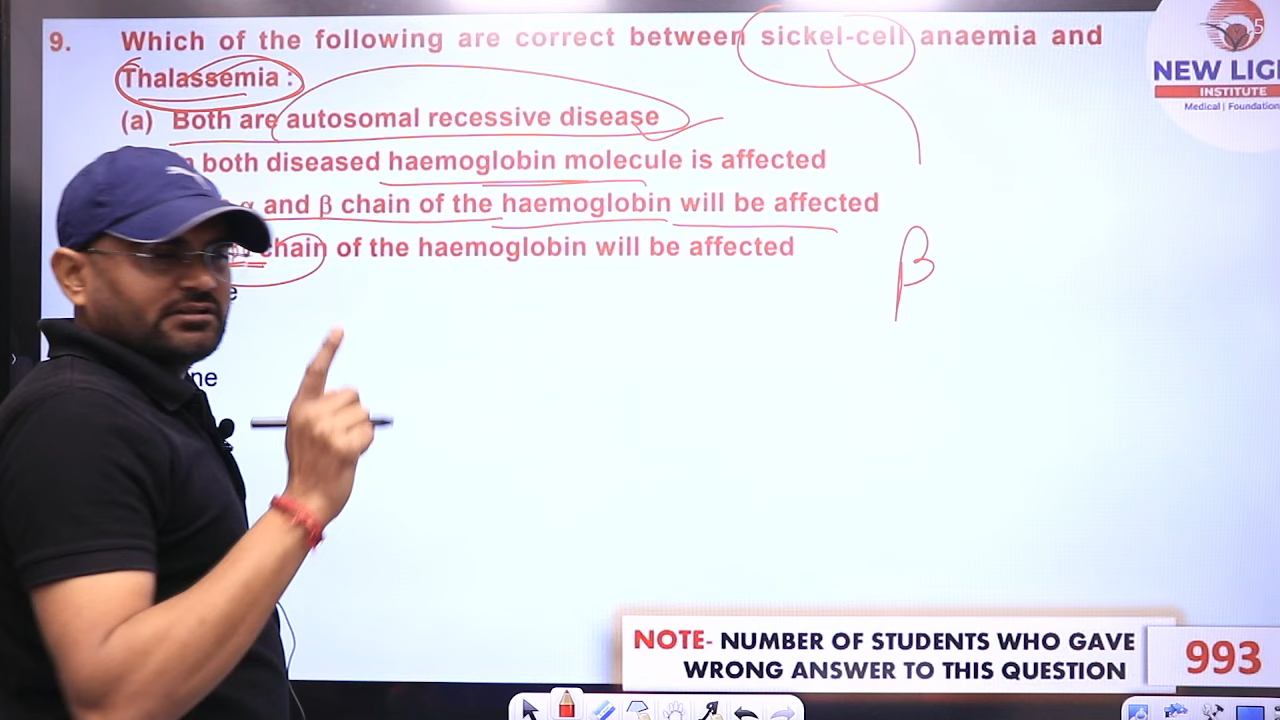 9. Which of the following are correct between sickel-cell anaemia and
Thalassemia :
(a) Both are autosomal recessive disease
both diseased haemoglobin molecule is affected
α and β chain of the haemoglobin will be affected
chain of the haemoglobin will be affected
β
NEW LIG
INSTITUTE
Medical | Foundation
NOTE- NUMBER OF STUDENTS WHO GAVE
WRONG ANSWER TO THIS QUESTION
993